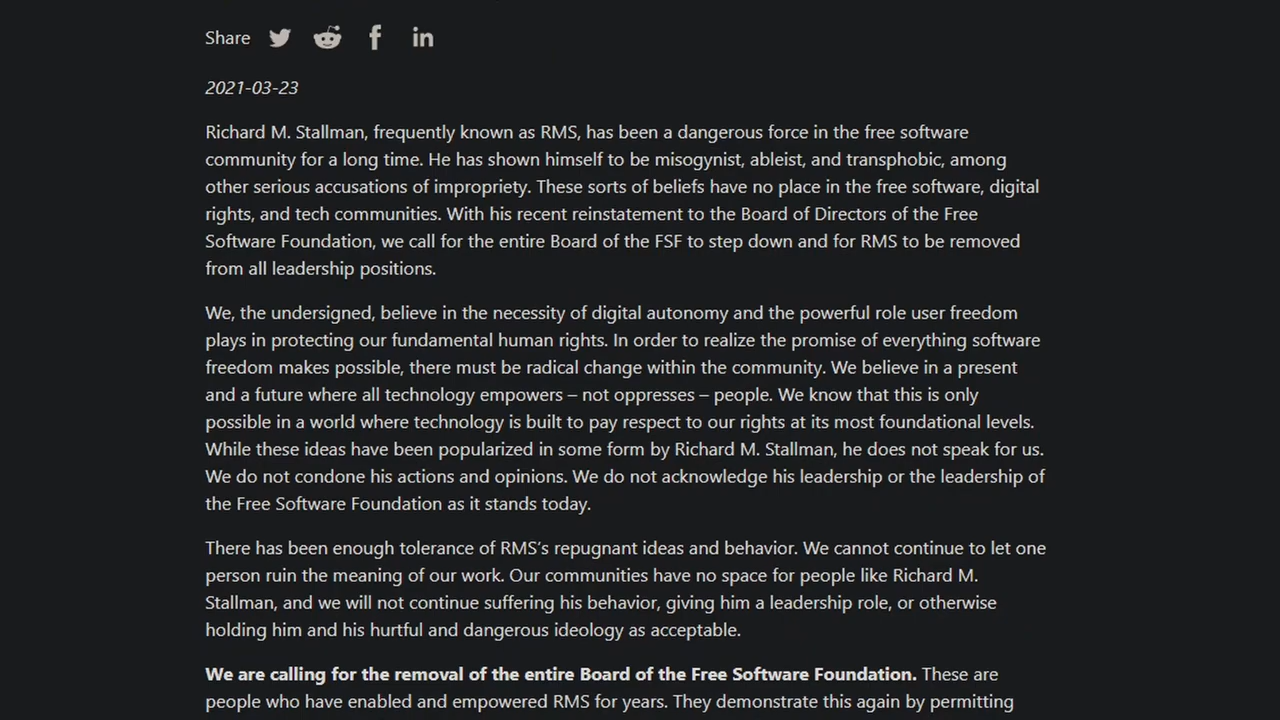 Share
2021-03-23
Richard M. Stallman, frequently known as RMS, has been a dangerous force in the free software
community for a long time. He has shown himself to be misogynist, ableist, and transphobic, among
other serious accusations of impropriety. These sorts of beliefs have no place in the free software, digital
rights, and tech communities. With his recent reinstatement to the Board of Directors of the Free
Software Foundation, we call for the entire Board of the FSF to step down and for RMS to be removed
from all leadership positions.
We, the undersigned, believe in the necessity of digital autonomy and the powerful role user freedom
plays in protecting our fundamental human rights. In order to realize the promise of everything software
freedom makes possible, there must be radical change within the community. We believe in a present
and a future where all technology empowers – not oppresses – people. We know that this is only
possible in a world where technology is built to pay respect to our rights at its most foundational levels.
While these ideas have been popularized in some form by Richard M. Stallman, he does not speak for us.
We do not condone his actions and opinions. We do not acknowledge his leadership or the leadership of
the Free Software Foundation as it stands today.
There has been enough tolerance of RMS’s repugnant ideas and behavior. We cannot continue to let one
person ruin the meaning of our work. Our communities have no space for people like Richard M.
Stallman, and we will not continue suffering his behavior, giving him a leadership role, or otherwise
holding him and his hurtful and dangerous ideology as acceptable.
We are calling for the removal of the entire Board of the Free Software Foundation. These are
people who have enabled and empowered RMS for years. They demonstrate this again by permitting